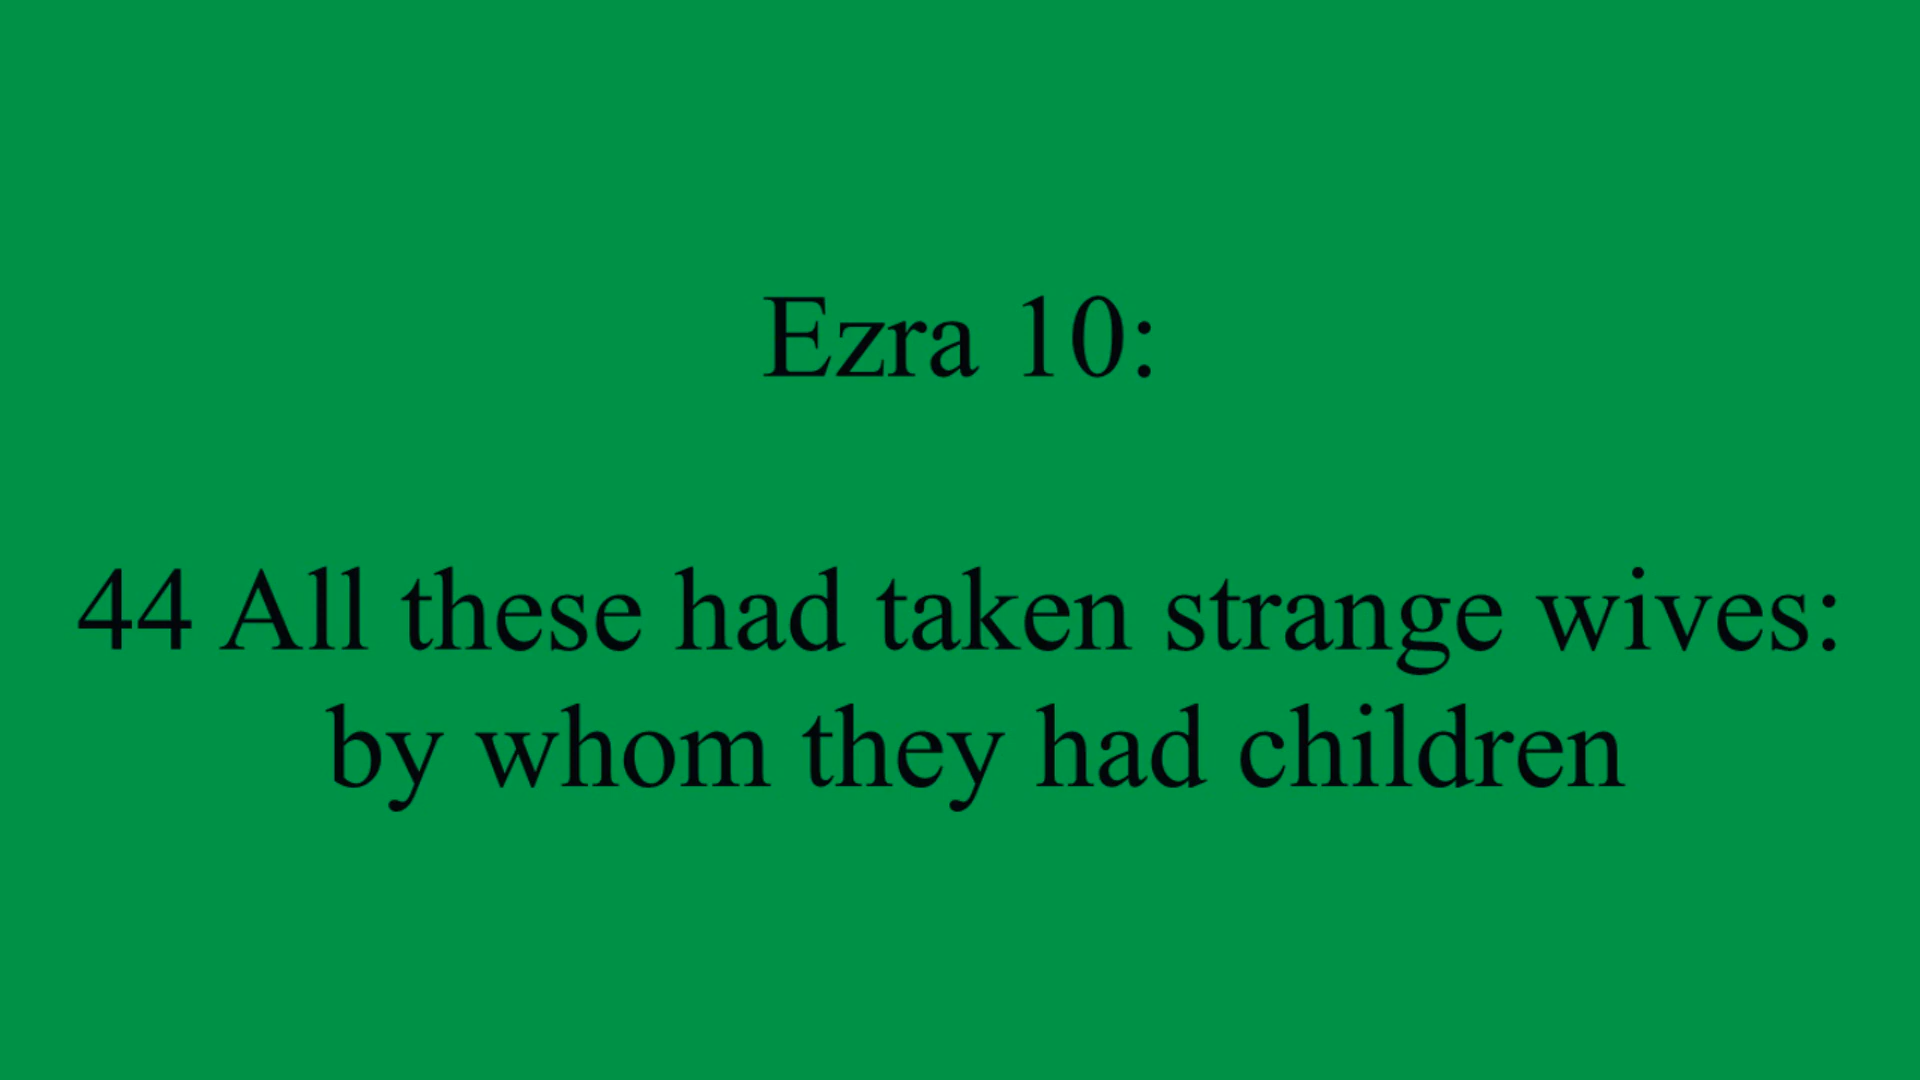 Ezra 10:
44 All these had taken strange wives:
by whom they had children